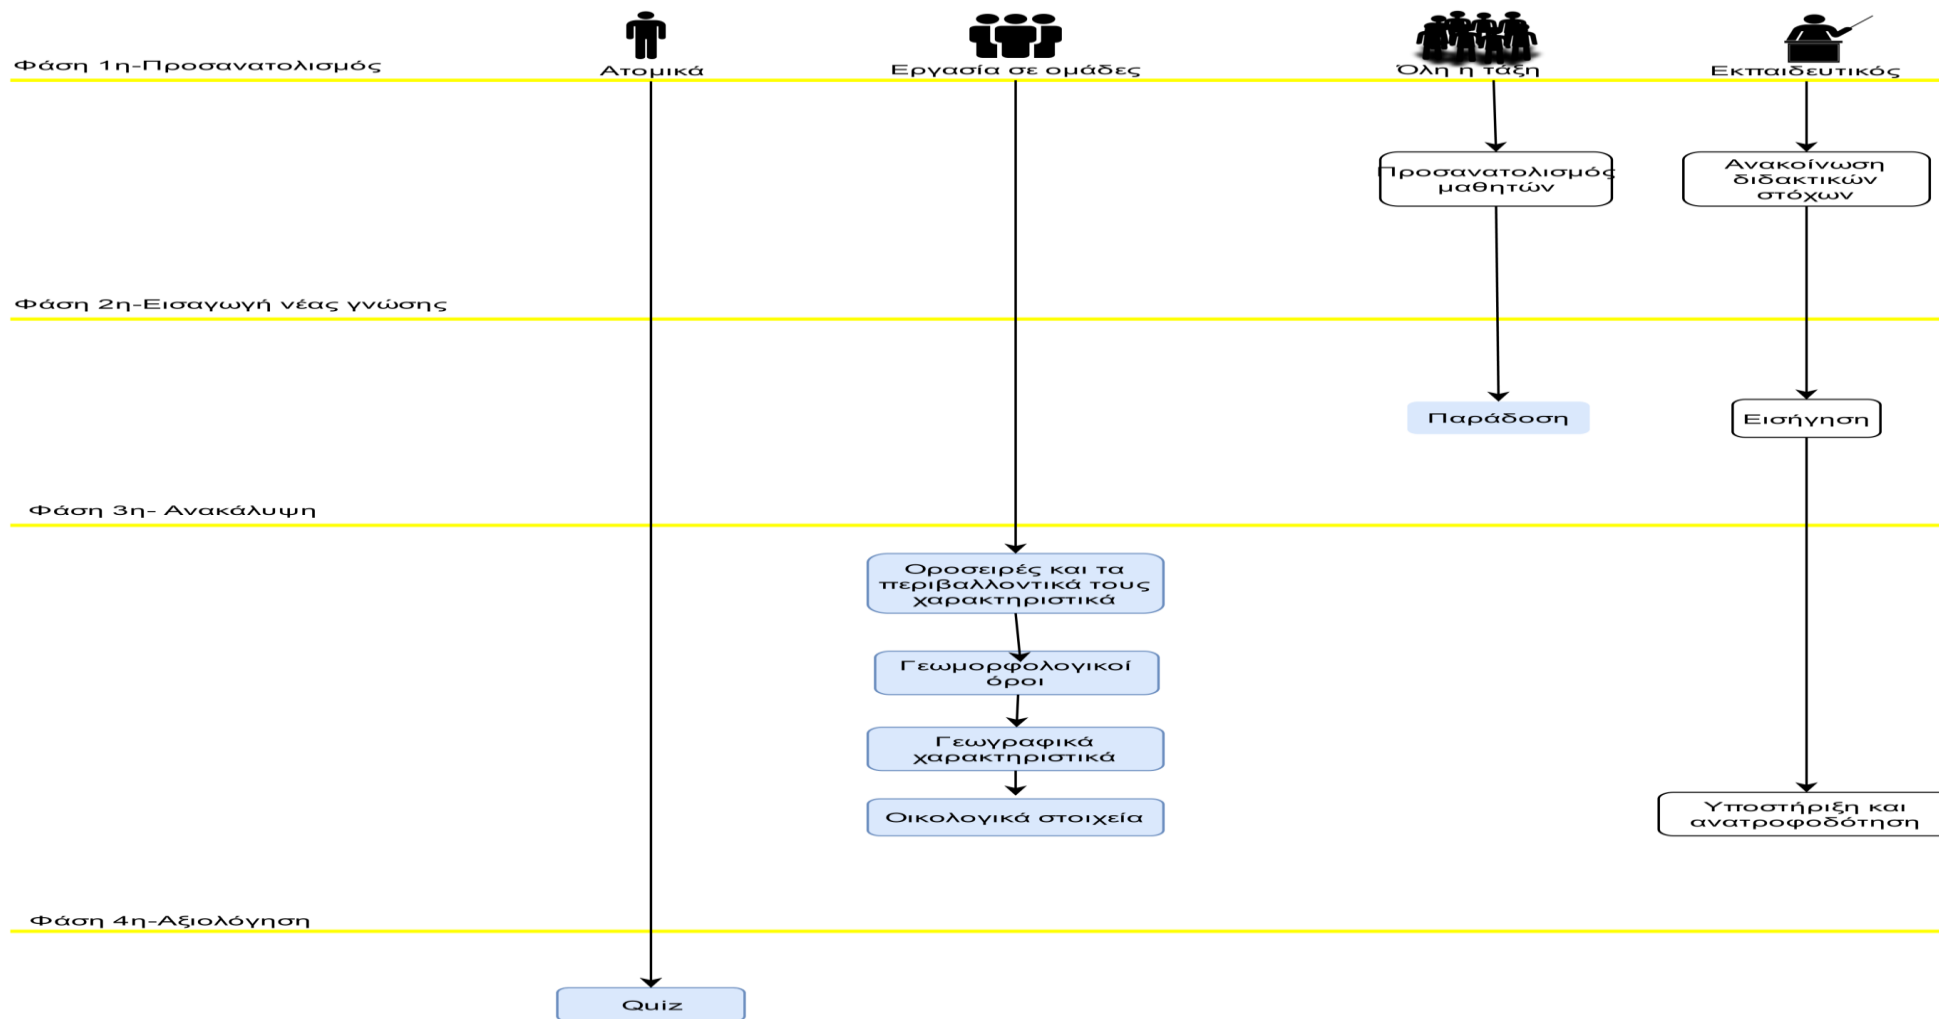 Φάση 1η-Προσανατολισμός
Ατομικά
Εργασία σε ομάδες
Όλη η τάξη
Εκπαιδευτικός
Προσανατολισμός
μαθητών
Ανακοίνωση
διδακτικών
στόχων
Φάση 2η-Εισαγωγή νέας γνώσης
Παράδοση
Εισήγηση
Φάση 3η- Ανακάλυψη
Οροσειρές και τα
περιβαλλοντικά τους
χαρακτηριστικά
Γεωμορφολογικοί
όροι
Γεωγραφικά
χαρακτηριστικά
Οικολογικά στοιχεία
Υποστήριξη και
ανατροφοδότηση
Φάση 4η-Αξιολόγηση
Quiz